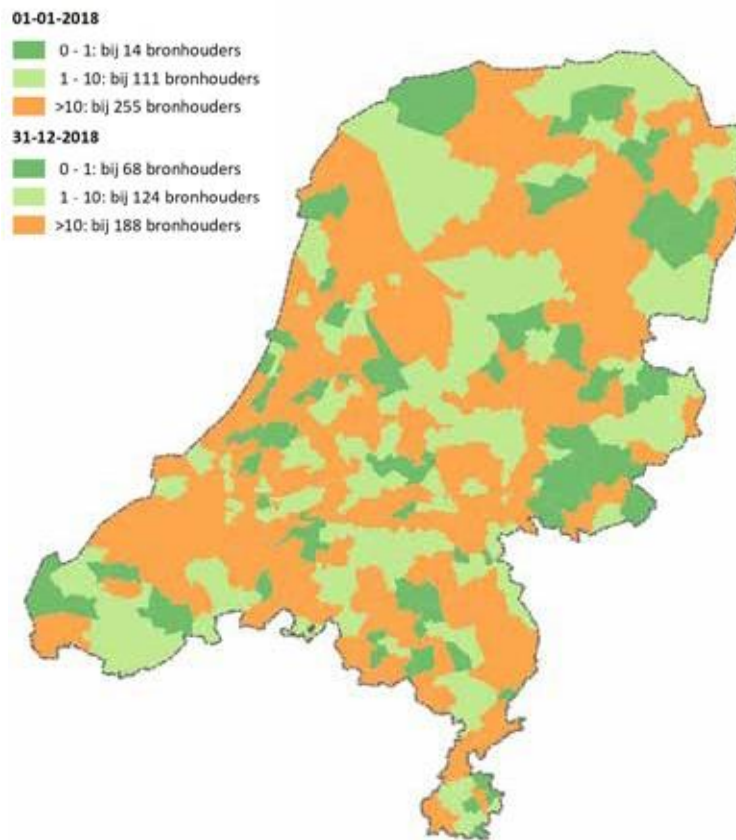 01-01-2018
0 - 1: bij 14 bronhouders
1 - 10: bij 111 bronhouders
>10: bij 255 bronhouders
31-12-2018
0 - 1: bij 68 bronhouders
1 - 10: bij 124 bronhouders
>10: bij 188 bronhouders